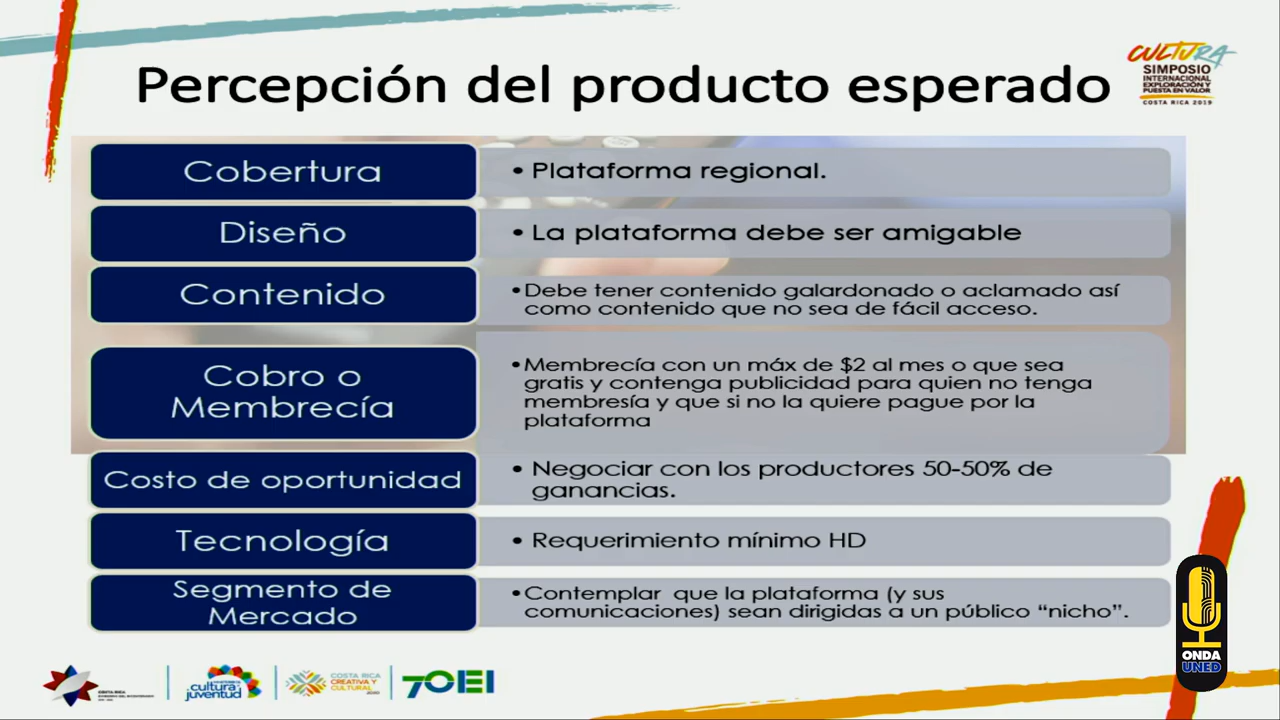 Percepción del producto esperado
CULTURA
SIMPOSIO
INTERNACIONAL
EXPLORACIÓN Y
PUESTA EN VALOR
COSTA RICA 2019
Cobertura
• Plataforma regional.
Diseño
• La plataforma debe ser amigable
Contenido
•Debe tener contenido galardonado o aclamado así
como contenido que no sea de fácil acceso.
Cobro o
Membrecía
•Membrecía con un máx de $2 al mes o que sea
gratis y contenga publicidad para quien no tenga
membresía y que si no la quiere pague por la
plataforma
Costo de oportunidad
• Negociar con los productores 50-50% de
ganancias.
Tecnología
• Requerimiento mínimo HD
Segmento de
Mercado
•Contemplar que la plataforma (y sus
comunicaciones) sean dirigidas a un público “nicho”.
ONDA
UNED
COSTA RICA
cultura y
juventud
COSTA RICA
CREATIVA Y
CULTURAL
70OEI